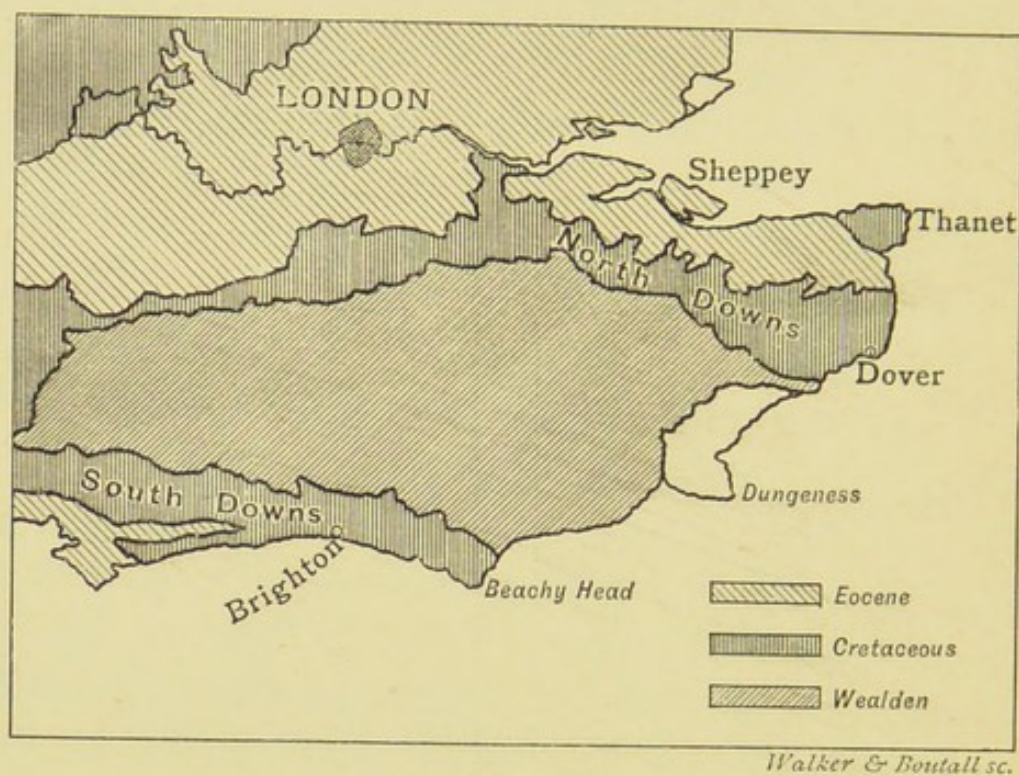 LONDON
Sheppey
Thanet
North Downs
Dover
Dungeness
South Downs
Brighton
Beachy Head
Eocene
Cretaceous
Wealden
Walker & Boutall sc.